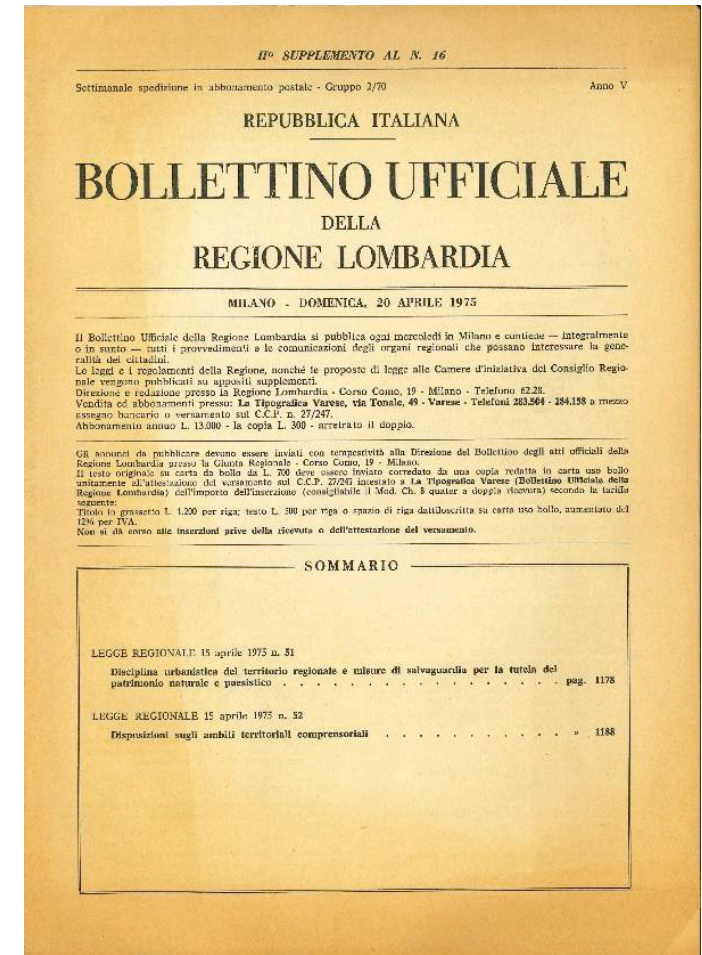 IIº SUPPLEMENTO AL N. 16
Settimanale spedizione in abbonamento postale - Gruppo 2/70 Anno V
REPUBBLICA ITALIANA
BOLLETTINO UFFICIALE
DELLA
REGIONE LOMBARDIA
MILANO - DOMENICA, 20 APRILE 1975
Il Bollettino Ufficiale della Regione Lombardia si pubblica ogni mercoledì in Milano e contiene — integralmente
o in sunto — tutti i provvedimenti e le comunicazioni degli organi regionali che possano interessare la gene-
ralità dei cittadini.
Le leggi e i regolamenti della Regione, nonché le proposte di legge alle Camere d'iniziativa del Consiglio Regio-
nale vengono pubblicati su appositi supplementi.
Direzione e redazione presso la Regione Lombardia - Corso Como, 19 - Milano - Telefono 62.28.
Vendita ed abbonamenti presso: La Tipografica Varese, via Tonale, 49 - Varese - Telefoni 283.504 - 284.158 a mezzo
assegno bancario o versamento sul C.C.P. n. 27/247.
Abbonamento annuo L. 13.000 - la copia L. 300 - arretrato il doppio.
Gli annunci da pubblicare devono essere inviati con tempestività alla Direzione del Bollettino degli atti ufficiali della
Regione Lombardia presso la Giunta Regionale - Corso Como, 19 - Milano.
Il testo originale su carta da bollo da L. 700 deve essere inviato corredato da una copia redatta in carta uso bollo
unitamente all'attestazione del versamento sul C.C.P. 27/247 intestato a La Tipografica Varese (Bollettino Ufficiale della
Regione Lombardia) dell'importo dell'inserzione (consigliabile il Mod. Ch. 8 quater a doppia ricevuta) secondo la tariffa
seguente:
Titolo in grassetto L. 1.200 per riga; testo L. 500 per riga o spazio di riga dattiloscritta su carta uso bollo, aumentato del
12% per IVA.
Non si dà corso alle inserzioni prive della ricevuta o dell'attestazione del versamento.
SOMMARIO
LEGGE REGIONALE 15 aprile 1975 n. 51
Disciplina urbanistica del territorio regionale e misure di salvaguardia per la tutela del
patrimonio naturale e paesistico . . . . . . . . . . . . . . . . . pag. 1178
LEGGE REGIONALE 15 aprile 1975 n. 52
Disposizioni sugli ambiti territoriali comprensoriali . . . . . . . . . . . » 1188